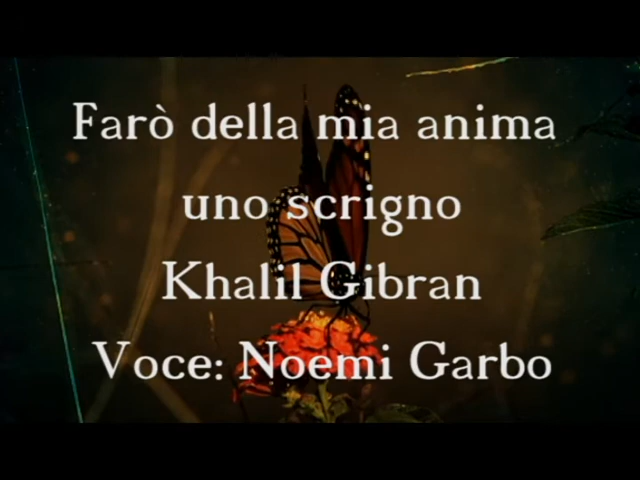 Farò della mia anima
uno scrigno
Khalil Gibran
Voce: Noemi Garbo